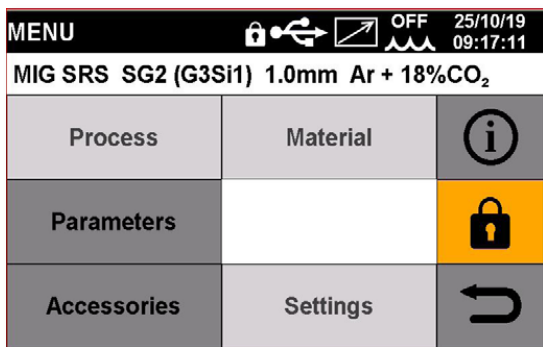 MENU OFF 25/10/19
09:17:11
MIG SRS SG2 (G3Si1) 1.0mm Ar + 18%CO₂
Process Material i
Parameters
Accessories Settings